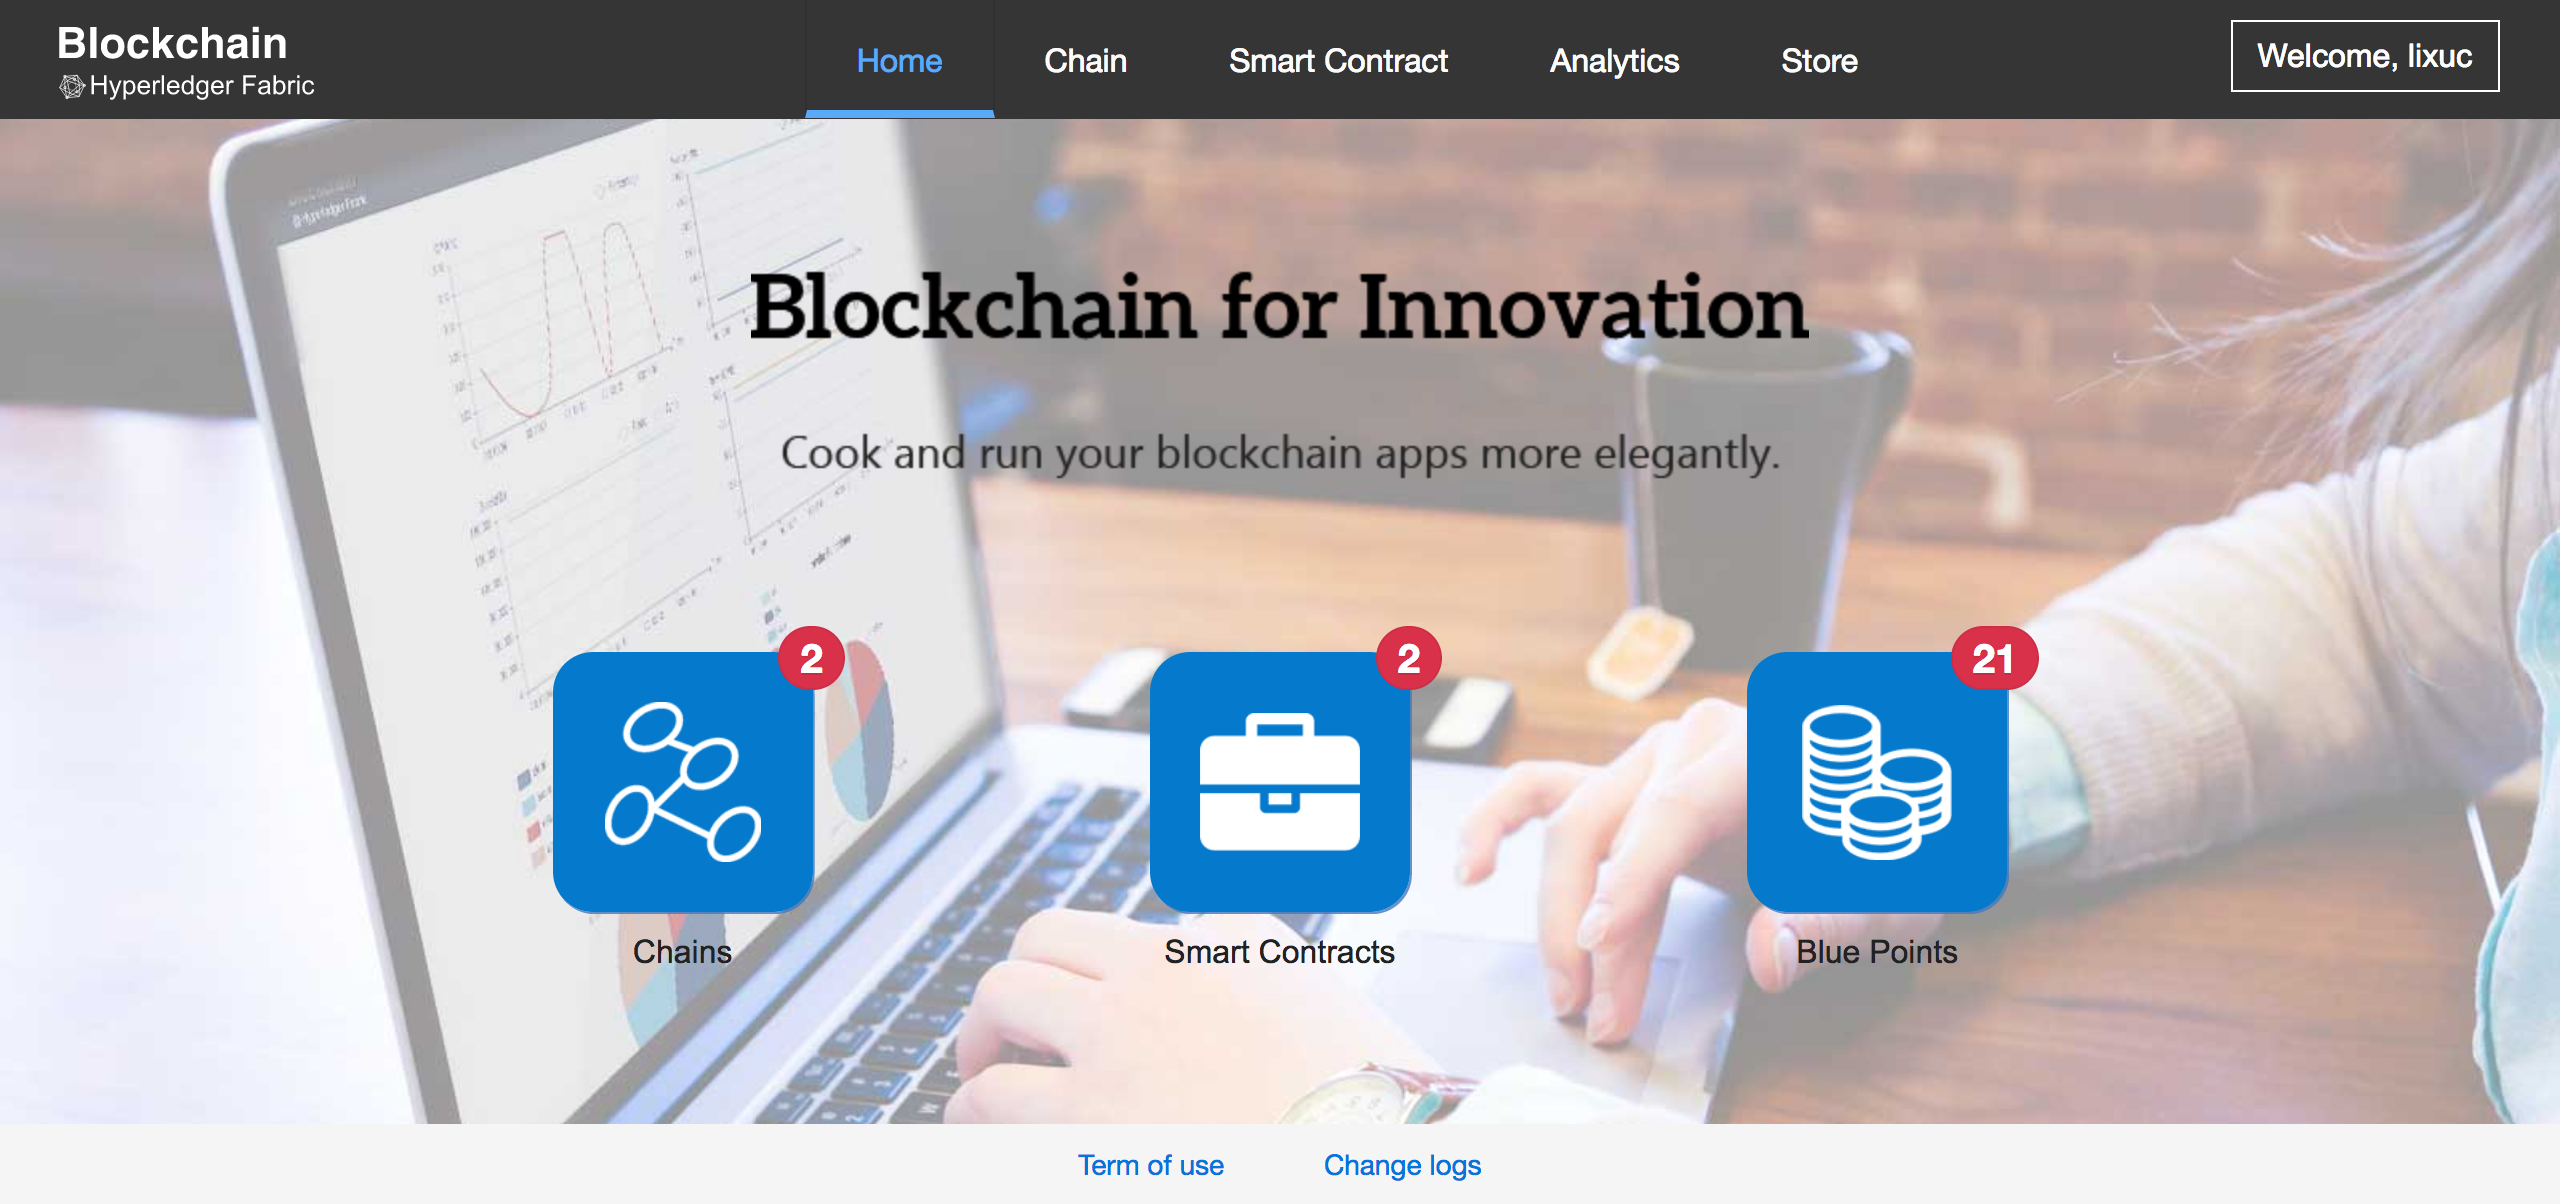 Blockchain
Hyperledger Fabric
Home
Chain
Smart Contract
Analytics
Store
Welcome, lixuc
Blockchain for Innovation
Cook and run your blockchain apps more elegantly.
2
2
21
Chains
Smart Contracts
Blue Points
Term of use
Change logs